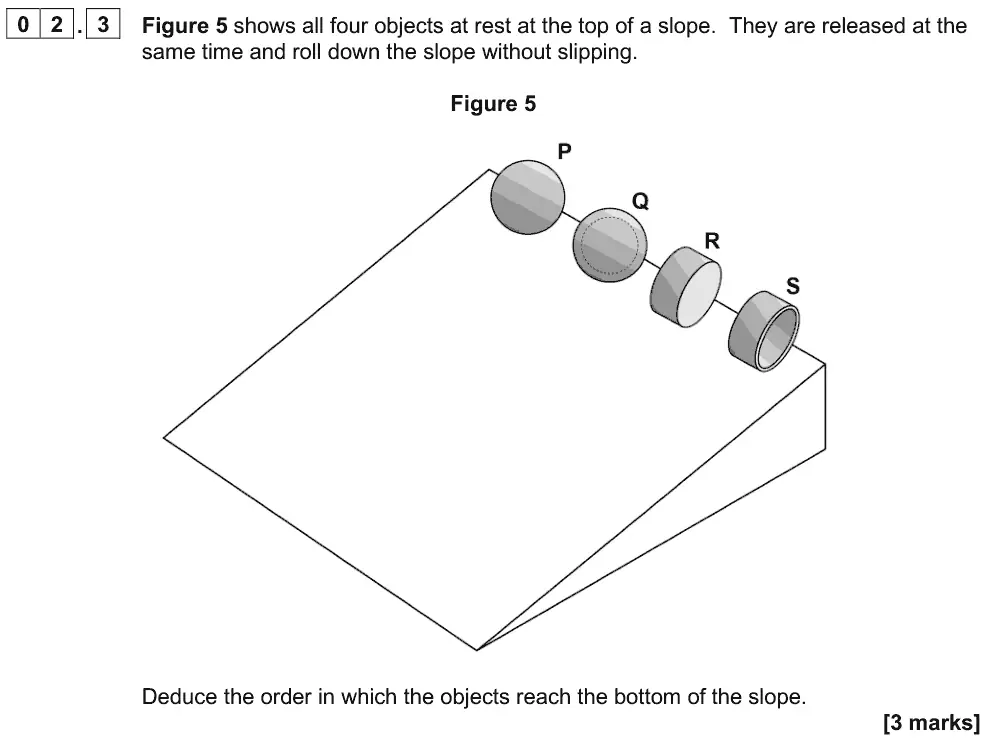 0 2 . 3 Figure 5 shows all four objects at rest at the top of a slope. They are released at the
same time and roll down the slope without slipping.
Figure 5
P
Q
R
S
Deduce the order in which the objects reach the bottom of the slope.
[3 marks]